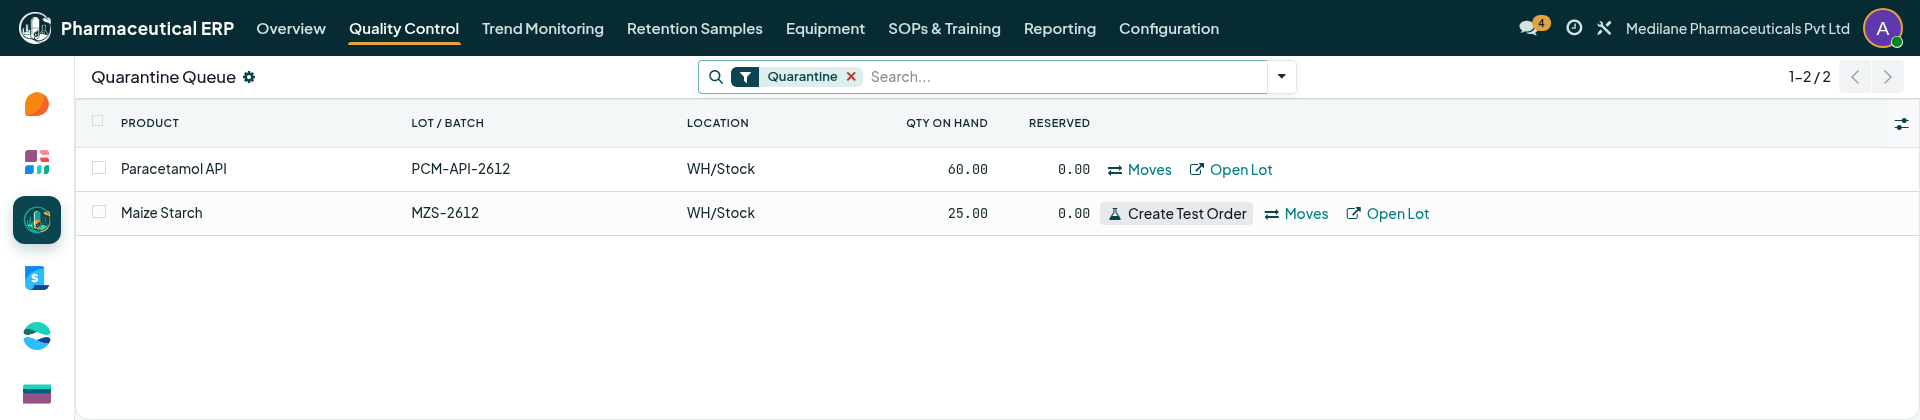 Pharmaceutical ERP Overview Quality Control Trend Monitoring Retention Samples Equipment SOPs & Training Reporting Configuration 4 Medilane Pharmaceuticals Pvt Ltd A
Quarantine Queue Quarantine Search... 1-2 / 2
PRODUCT LOT / BATCH LOCATION QTY ON HAND RESERVED
Paracetamol API PCM-API-2612 WH/Stock 60.00 0.00 Moves Open Lot
Maize Starch MZS-2612 WH/Stock 25.00 0.00 Create Test Order Moves Open Lot
$